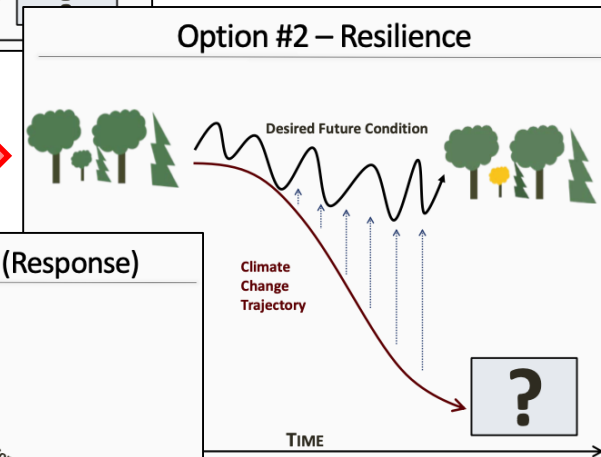 ?
Option #2 – Resilience
Desired Future Condition
(Response)
Climate
Change
Trajectory
?
TIME